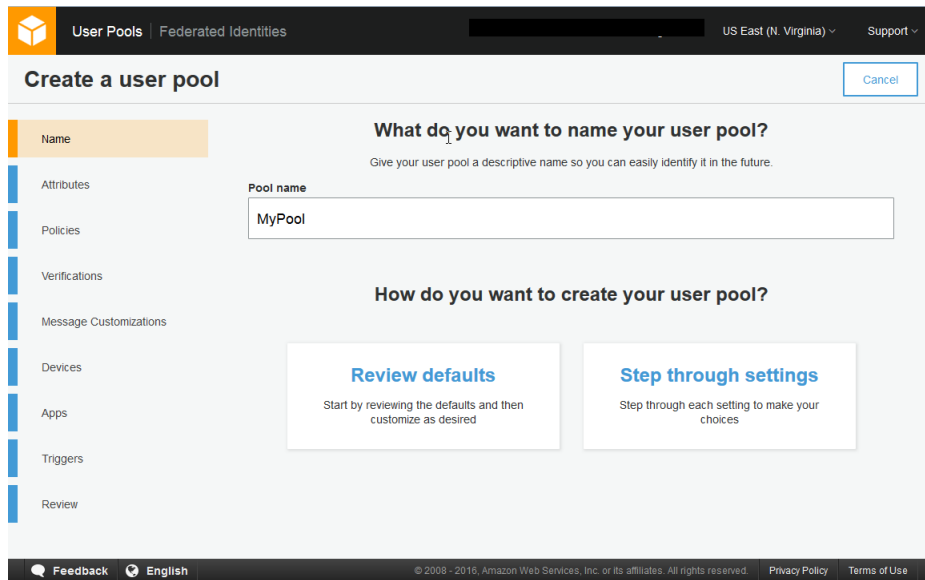 User Pools | Federated Identities
US East (N. Virginia)
Support
Create a user pool
Cancel
Name
Attributes
Policies
Verifications
Message Customizations
Devices
Apps
Triggers
Review
What do you want to name your user pool?
Give your user pool a descriptive name so you can easily identify it in the future.
Pool name
MyPool
How do you want to create your user pool?
Review defaults
Start by reviewing the defaults and then
customize as desired
Step through settings
Step through each setting to make your
choices
Feedback
English
© 2008 - 2016, Amazon Web Services, Inc. or its affiliates. All rights reserved.
Privacy Policy
Terms of Use